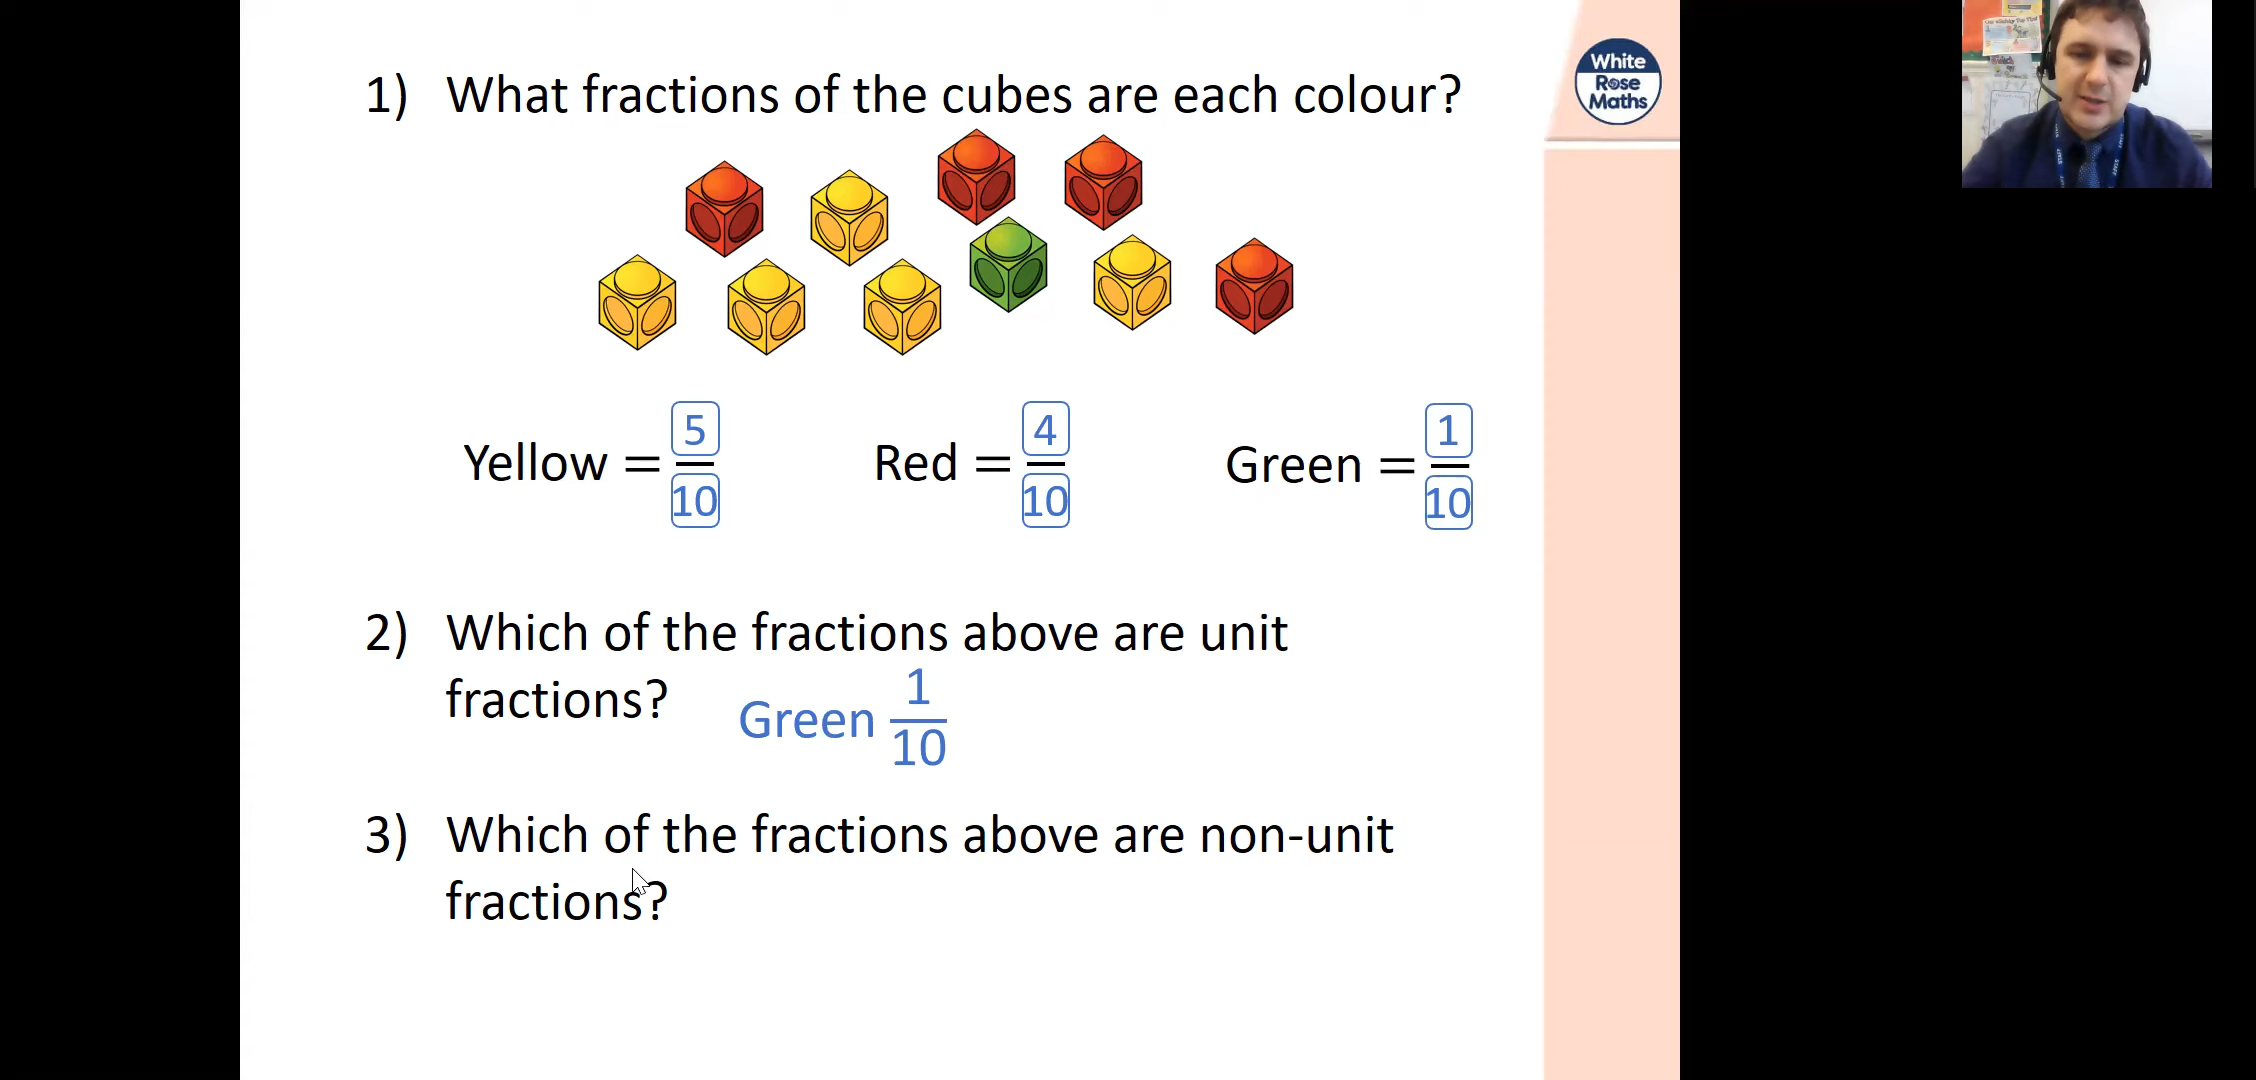 1) What fractions of the cubes are each colour?
White
Rose
Maths
Yellow = 5/10 Red = 4/10 Green = 1/10
2) Which of the fractions above are unit
fractions? Green 1/10
3) Which of the fractions above are non-unit
fractions?